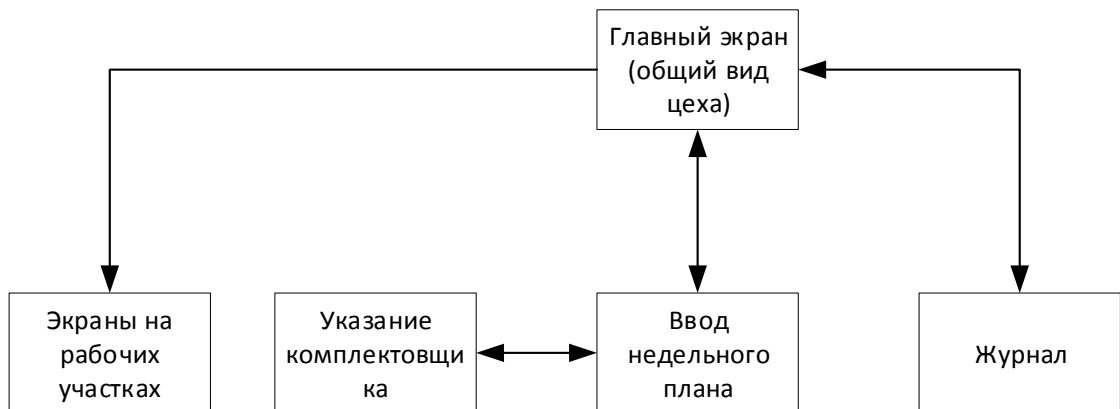 Главный экран
(общий вид
цеха)
Экраны на
рабочих
участках
Указание
комплектовщи
ка
Ввод
недельного
плана
Журнал